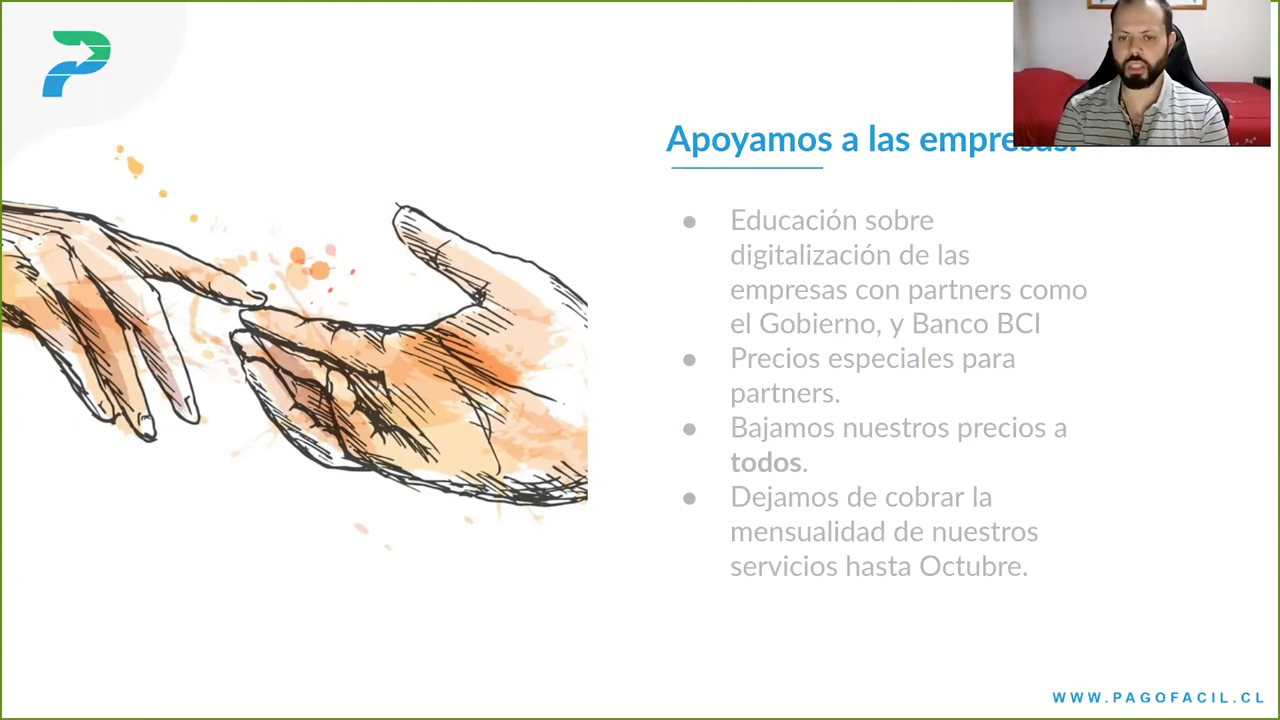 Apoyamos a las empresas.
● Educación sobre
digitalización de las
empresas con partners como
el Gobierno, y Banco BCI
● Precios especiales para
partners.
● Bajamos nuestros precios a
todos.
● Dejamos de cobrar la
mensualidad de nuestros
servicios hasta Octubre.
WWW.PAGOFACIL.CL